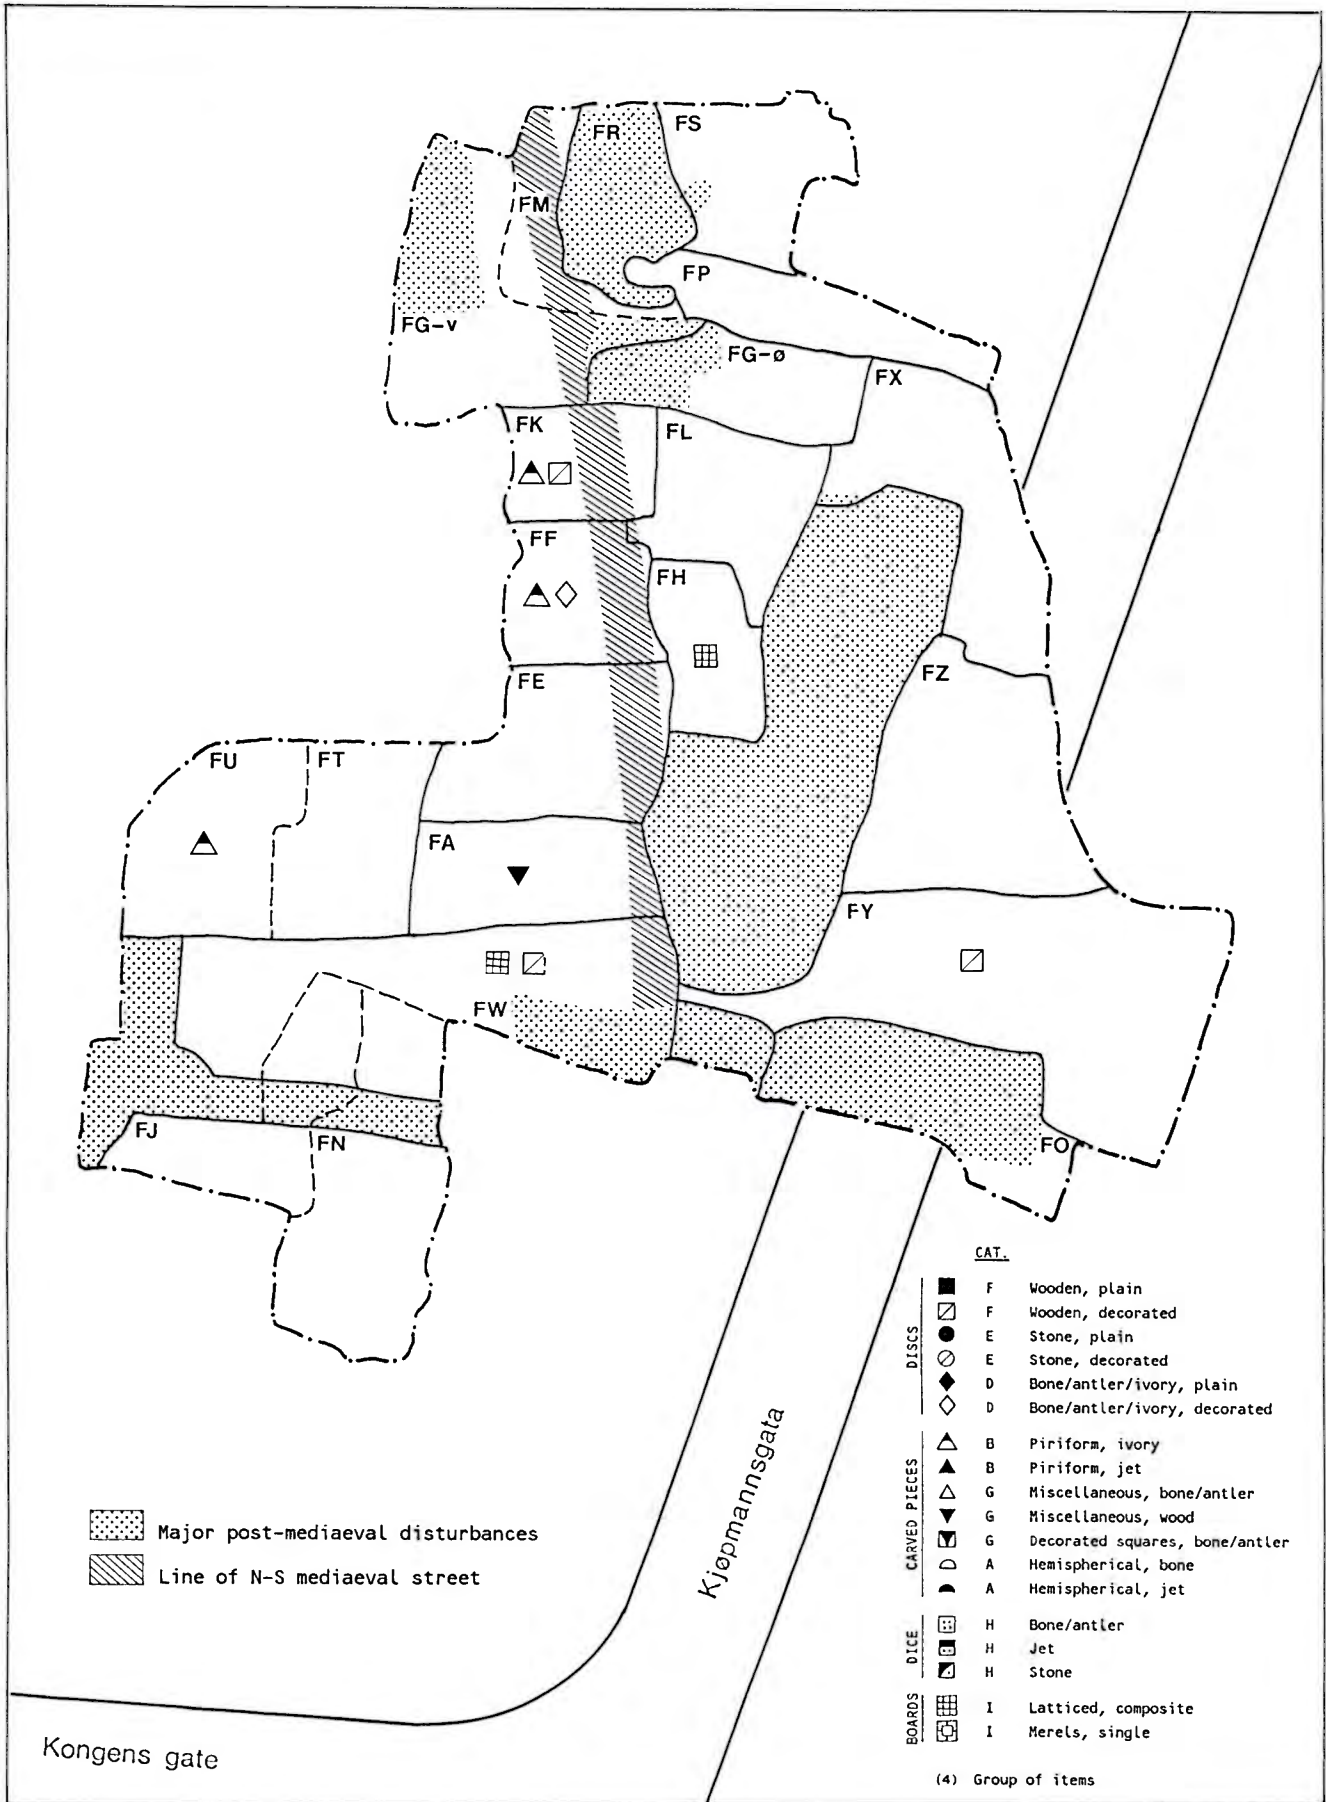 FR FS
FM
FP
FG-v
FG-ø
FX
FK FL
FF
FH
FE
FZ
FU FT
FA
FY
FW
FJ FN
FO
CAT.
DISCS
F Wooden, plain
F Wooden, decorated
E Stone, plain
E Stone, decorated
D Bone/antler/ivory, plain
D Bone/antler/ivory, decorated
CARVED PIECES
B Piriform, ivory
B Piriform, jet
G Miscellaneous, bone/antler
G Miscellaneous, wood
G Decorated squares, bone/antler
A Hemispherical, bone
A Hemispherical, jet
DICE
H Bone/antler
H Jet
H Stone
BOARDS
I Latticed, composite
I Merels, single
(4) Group of items
Major post-mediaeval disturbances
Line of N-S mediaeval street
Kjøpmannsgata
Kongens gate